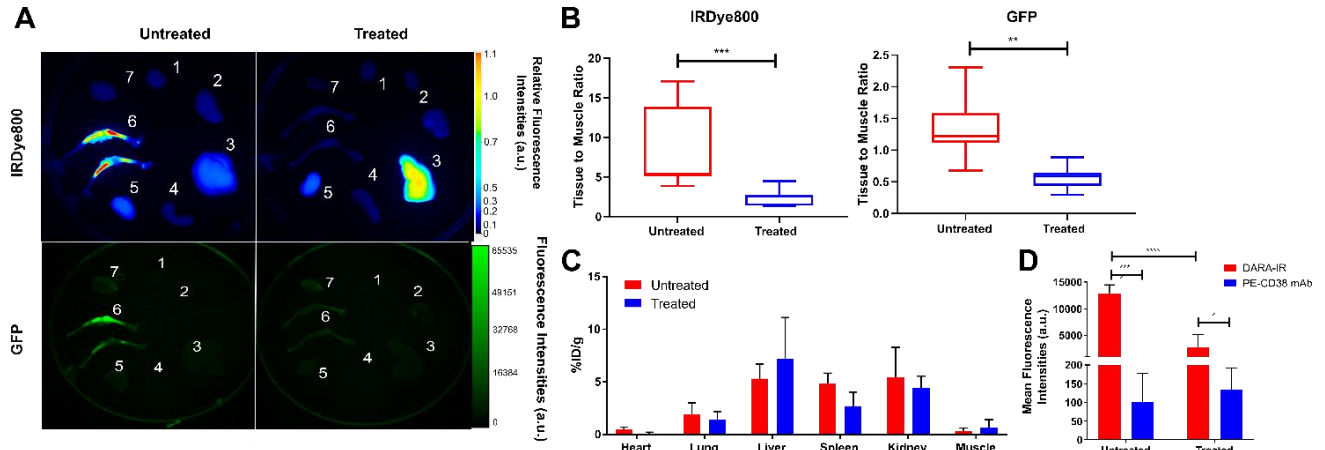 A
Untreated
Treated
IRDye800
1
2
3
4
5
6
7
1
2
3
4
5
6
7
Relative Fluorescence
Intensities (a.u.)
1.1
1.0
0.7
0.5
0.3
0.2
0.1
0
GFP
1
2
3
4
5
6
7
1
2
3
4
5
6
7
Fluorescence Intensities (a.u.)
65535
49151
32768
16384
0
B
IRDye800
***
Tissue to Muscle Ratio
20
15
10
5
0
Untreated
Treated
GFP
**
Tissue to Muscle Ratio
2.5
2.0
1.5
1.0
0.5
0.0
Untreated
Treated
C
Untreated
Treated
%ID/g
15
10
5
0
Heart
Lung
Liver
Spleen
Kidney
Muscle
D
****
DARA-IR
PE-CD38 mAb
Mean Fluorescence
Intensities (a.u.)
15000
10000
5000
200
150
100
50
0
Untreated
Treated